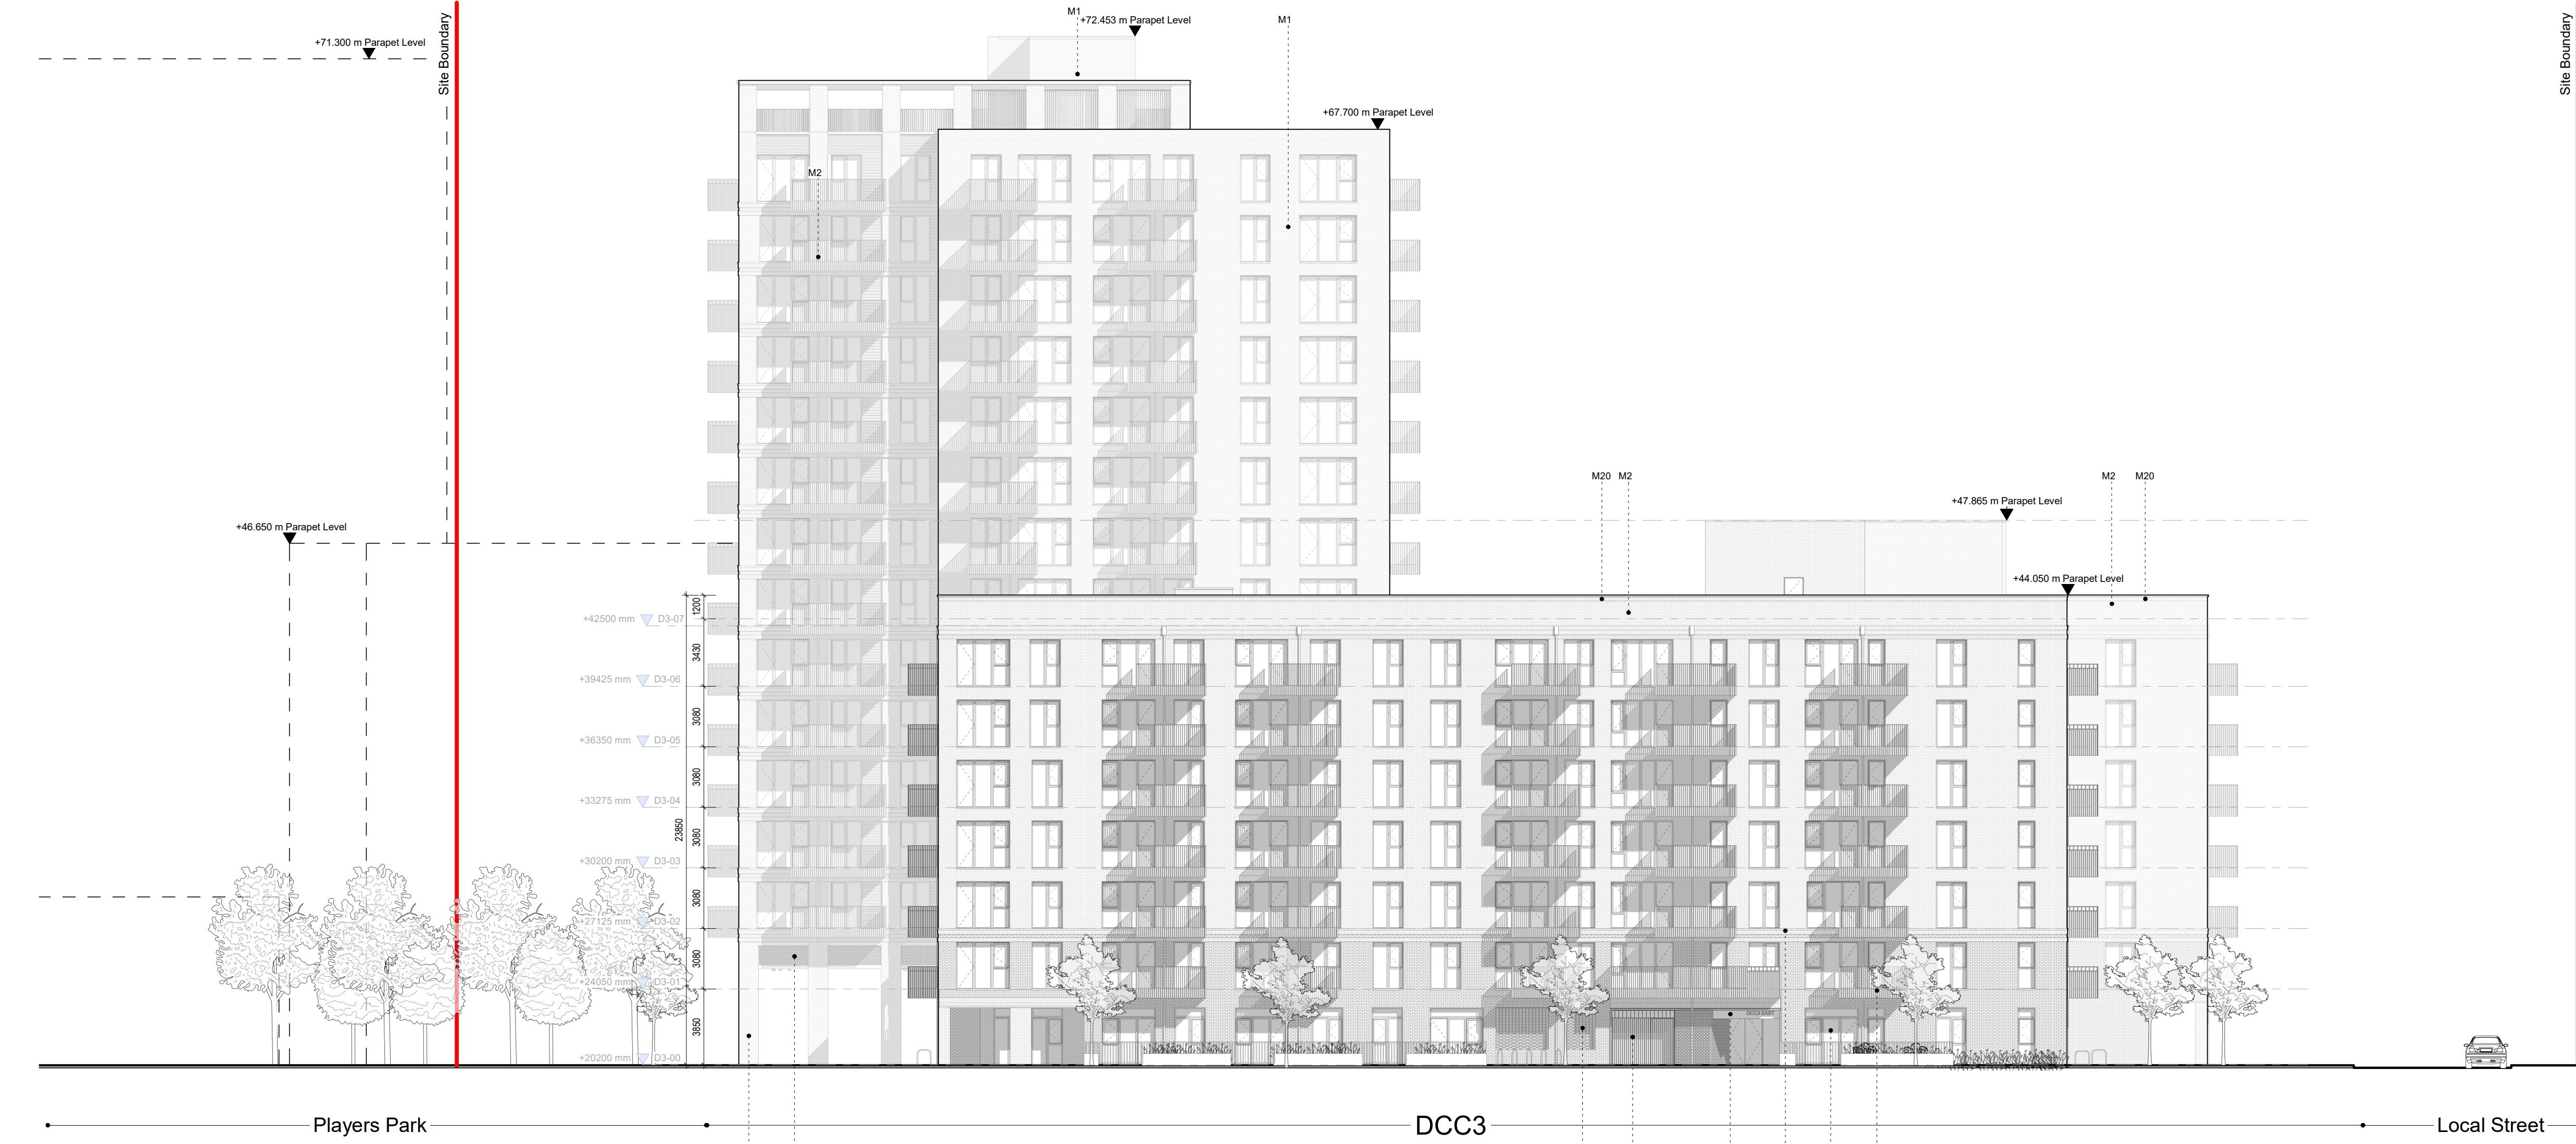 M1
+72.453 m Parapet Level
M1
Site Boundary
Site Boundary
+71.300 m Parapet Level
+67.700 m Parapet Level
M2
M20
M2
M2
M20
+47.865 m Parapet Level
+46.650 m Parapet Level
+44.050 m Parapet Level
1200
+42500 mm
D3-07
3430
+39425 mm
D3-06
3080
+36350 mm
D3-05
3080
+33275 mm
D3-04
23850
3080
+30200 mm
D3-03
3080
+27125 mm
D3-02
3080
+24050 mm
D3-01
DCC3 EAST
3850
+20200 mm
D3-00
Players Park
DCC3
Local Street